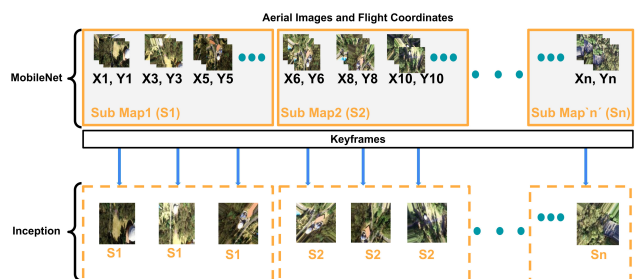 Aerial Images and Flight Coordinates
MobileNet
X1, Y1 X3, Y3 X5, Y5 X6, Y6 X8, Y8 X10, Y10 Xn, Yn
Sub Map1 (S1) Sub Map2 (S2) Sub Map`n´ (Sn)
Keyframes
Inception
S1 S1 S1 S2 S2 S2 Sn